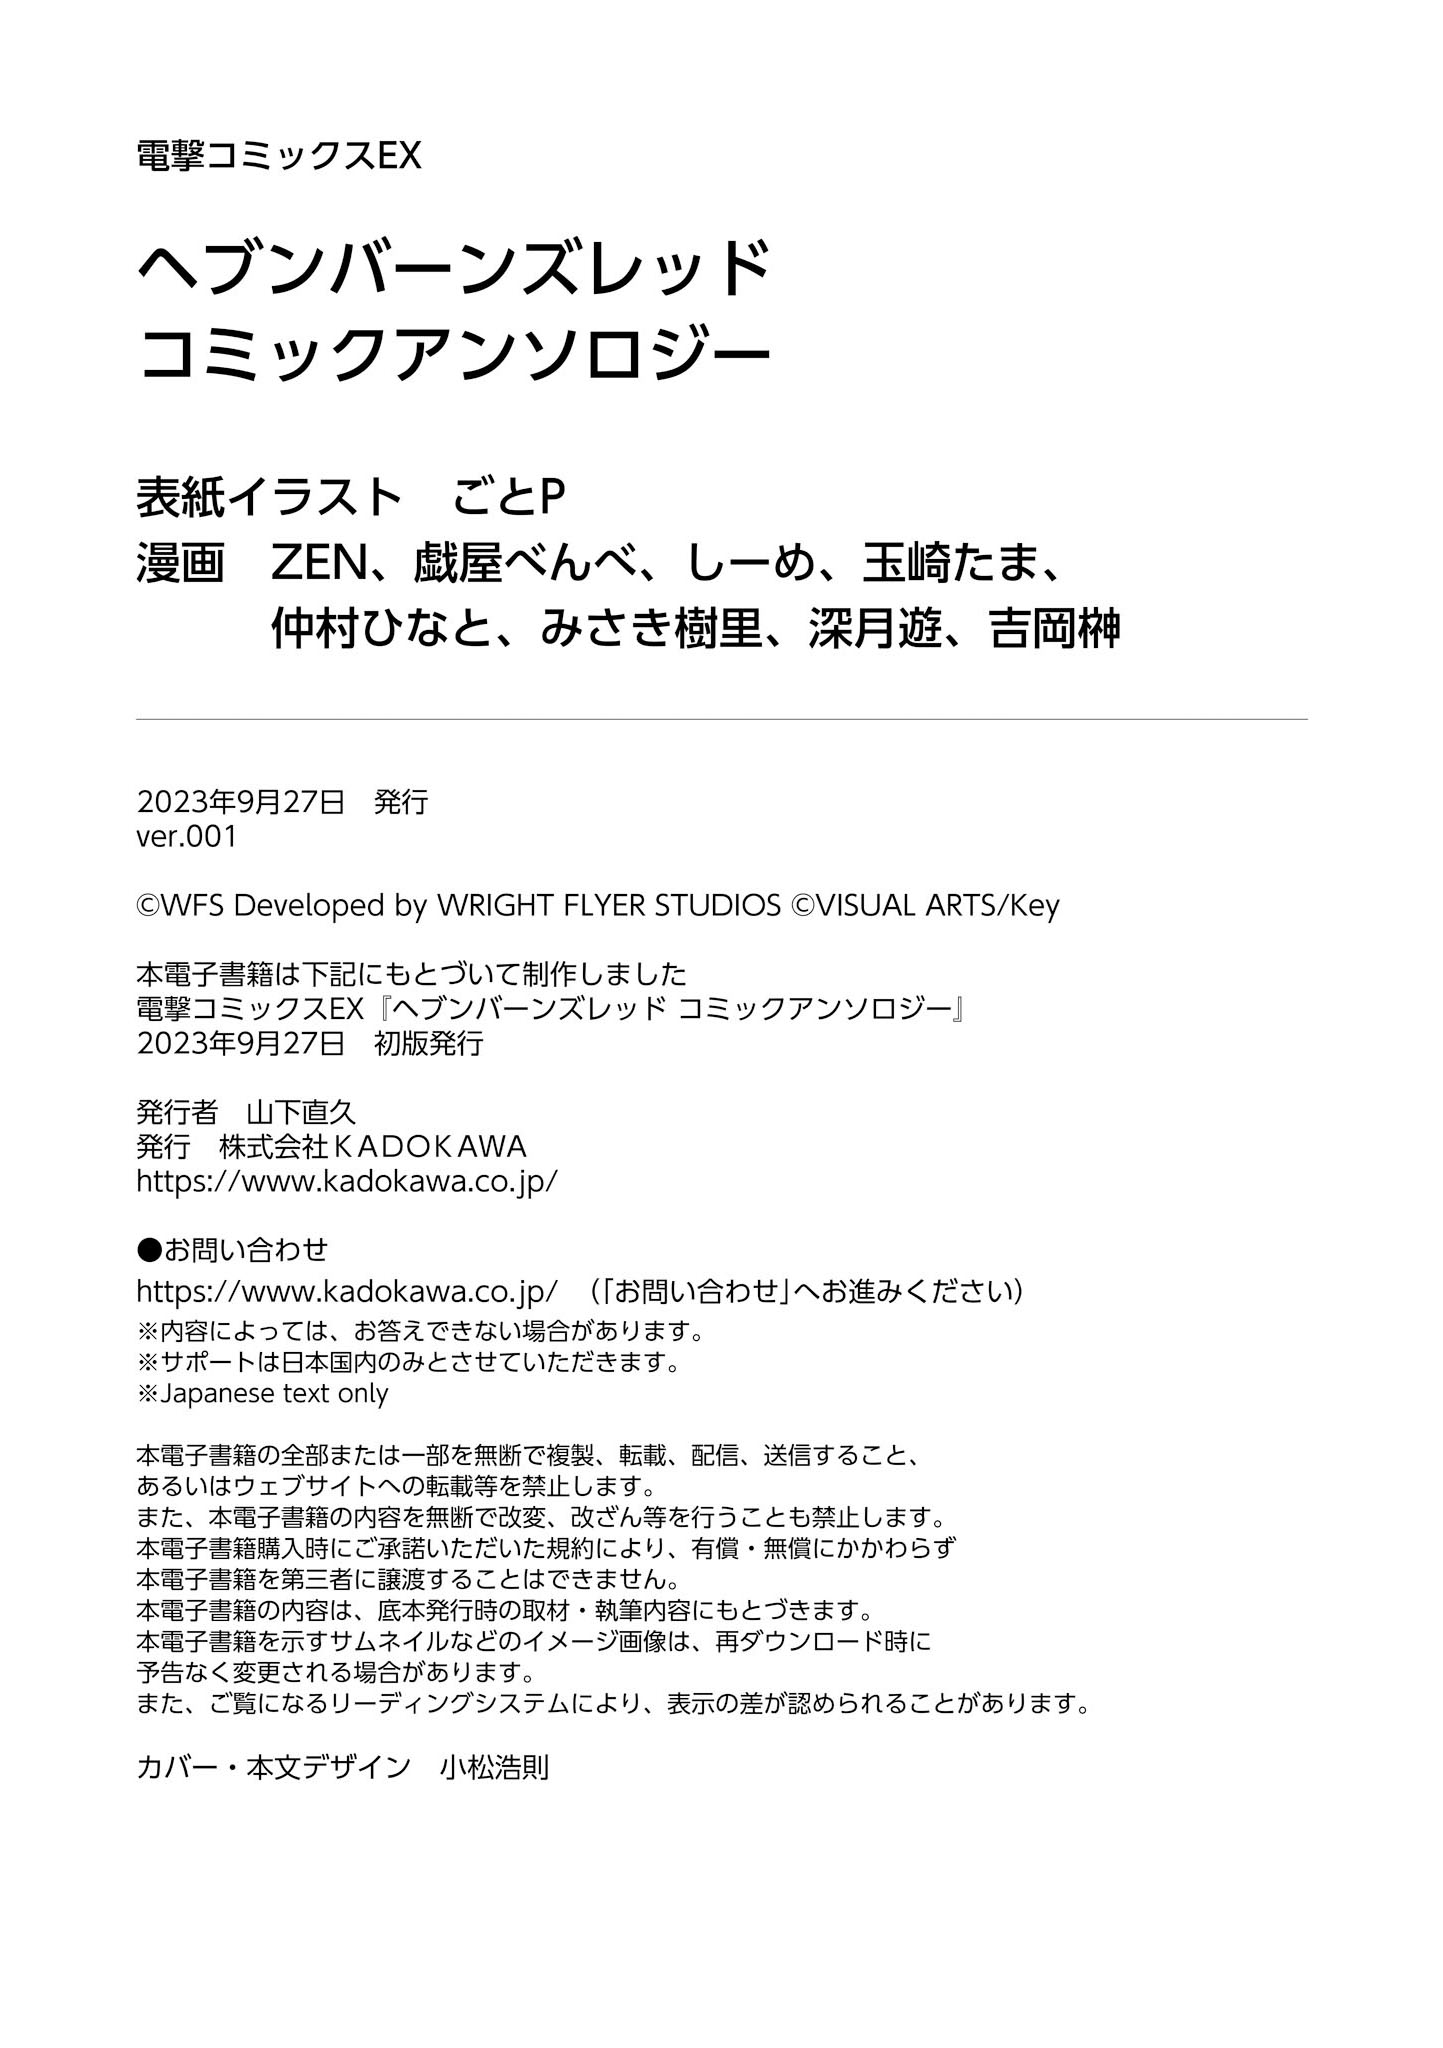 電撃コミックスEX
ヘブンバーンズレッド
コミックアンソロジー
表紙イラスト　ごとP
漫画　ZEN、戯屋べんべ、しーめ、玉崎たま、
仲村ひなと、みさき樹里、深月遊、吉岡榊
2023年9月27日　発行
ver.001
©WFS Developed by WRIGHT FLYER STUDIOS ©VISUAL ARTS/Key
本電子書籍は下記にもとづいて制作しました
電撃コミックスEX『ヘブンバーンズレッド コミックアンソロジー』
2023年9月27日　初版発行
発行者　山下直久
発行　株式会社ＫＡＤＯＫＡＷＡ
https://www.kadokawa.co.jp/
●お問い合わせ
https://www.kadokawa.co.jp/　（「お問い合わせ」へお進みください）
※内容によっては、お答えできない場合があります。
※サポートは日本国内のみとさせていただきます。
※Japanese text only
本電子書籍の全部または一部を無断で複製、転載、配信、送信すること、
あるいはウェブサイトへの転載等を禁止します。
また、本電子書籍の内容を無断で改変、改ざん等を行うことも禁止します。
本電子書籍購入時にご承諾いただいた規約により、有償・無償にかかわらず
本電子書籍を第三者に譲渡することはできません。
本電子書籍の内容は、底本発行時の取材・執筆内容にもとづきます。
本電子書籍を示すサムネイルなどのイメージ画像は、再ダウンロード時に
予告なく変更される場合があります。
また、ご覧になるリーディングシステムにより、表示の差が認められることがあります。
カバー・本文デザイン　小松浩則